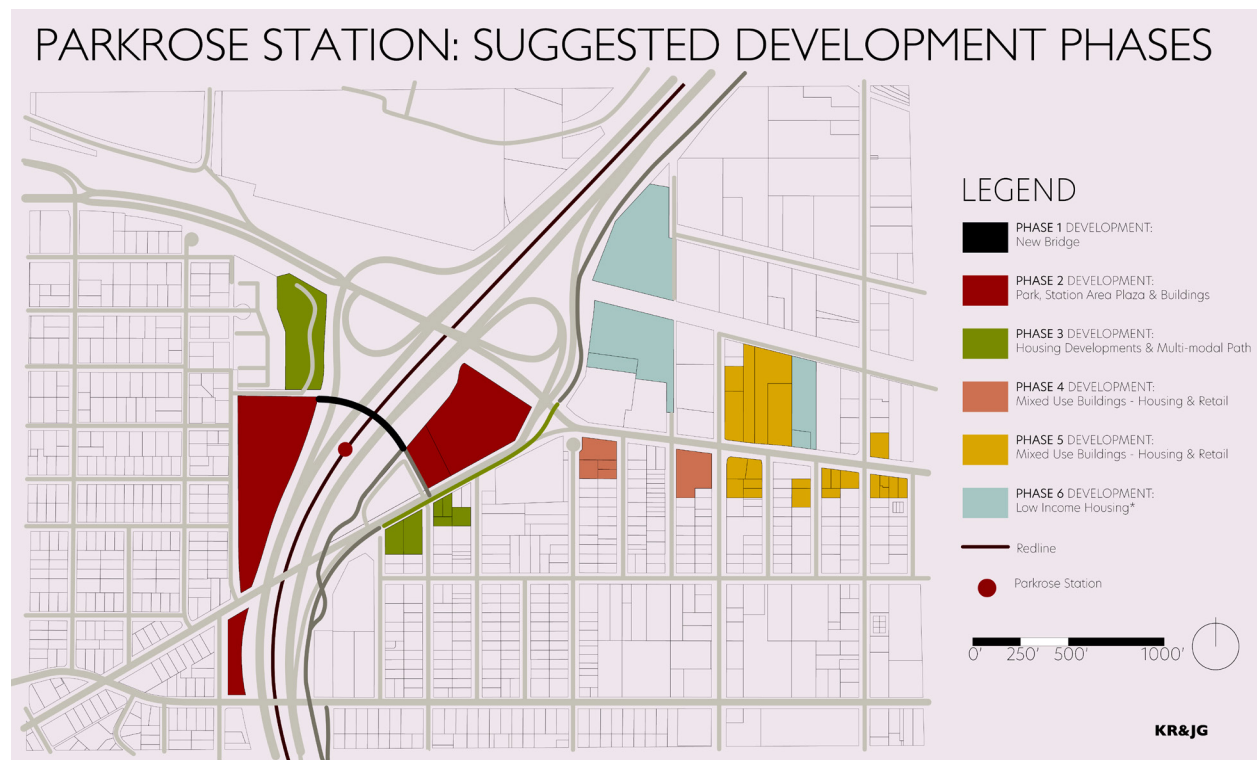 PARKROSE STATION: SUGGESTED DEVELOPMENT PHASES
LEGEND
PHASE 1 DEVELOPMENT:
New Bridge
PHASE 2 DEVELOPMENT:
Park, Station Area Plaza & Buildings
PHASE 3 DEVELOPMENT:
Housing Developments & Multi-modal Path
PHASE 4 DEVELOPMENT:
Mixed Use Buildings - Housing & Retail
PHASE 5 DEVELOPMENT:
Mixed Use Buildings - Housing & Retail
PHASE 6 DEVELOPMENT:
Low Income Housing*
Redline
Parkrose Station
0' 250' 500' 1000'
KR&JG